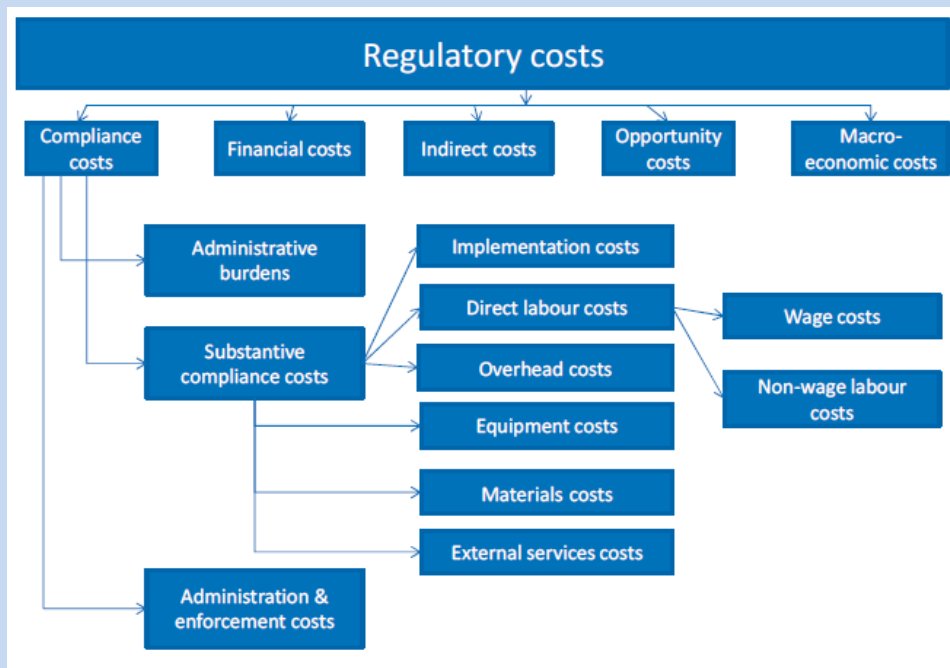 Regulatory costs
Compliance
costs
Financial costs
Indirect costs
Opportunity
costs
Macro-
economic costs
Administrative
burdens
Implementation costs
Direct labour costs
Wage costs
Substantive
compliance costs
Overhead costs
Non-wage labour
costs
Equipment costs
Materials costs
External services costs
Administration &
enforcement costs